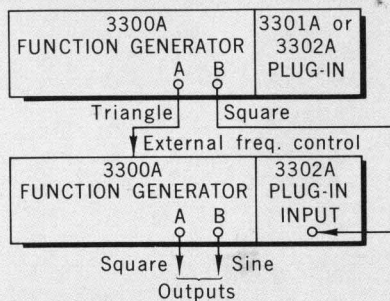 3300A
FUNCTION GENERATOR
A B
3301A or
3302A
PLUG-IN
Triangle Square
External freq. control
3300A
FUNCTION GENERATOR
A B
3302A
PLUG-IN
INPUT
Square Sine
Outputs